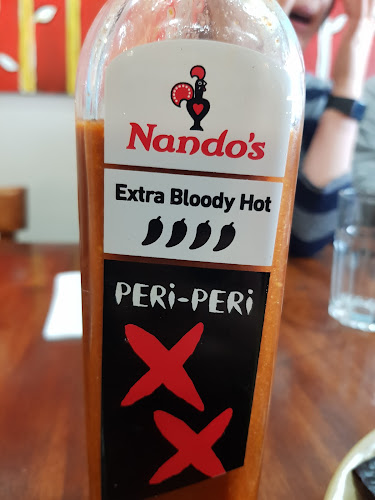 Nando's
Extra Bloody Hot
PERi-PERi
X
X